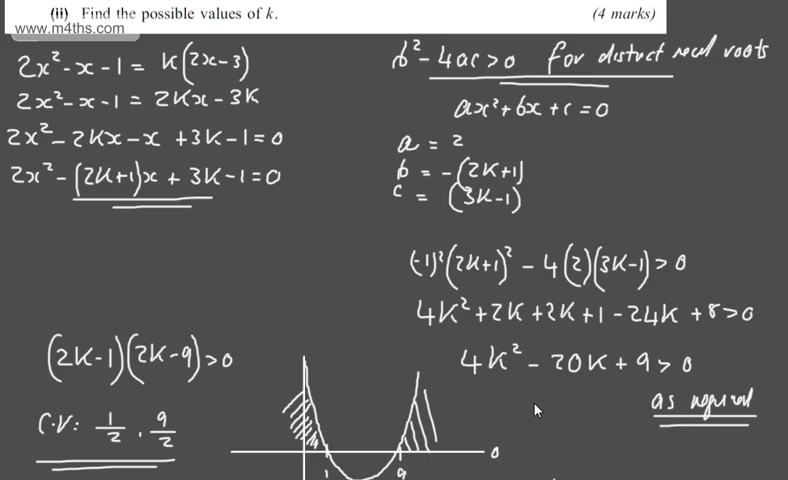 (ii) Find the possible values of k. (4 marks)
www.m4ths.com
2x² - x - 1 = K(2x - 3)
2x² - x - 1 = 2Kx - 3K
2x² - 2Kx - x + 3K - 1 = 0
2x² - (2K+1)x + 3K - 1 = 0
b² - 4ac > 0 for distinct real roots
ax² + bx + c = 0
a = 2
b = -(2K+1)
c = (3K-1)
(-1)²(2K+1)² - 4(2)(3K-1) > 0
4K² + 2K + 2K + 1 - 24K + 8 > 0
4K² - 20K + 9 > 0
as required
(2K-1)(2K-9) > 0
C.V: 1/2, 9/2
0
1 9